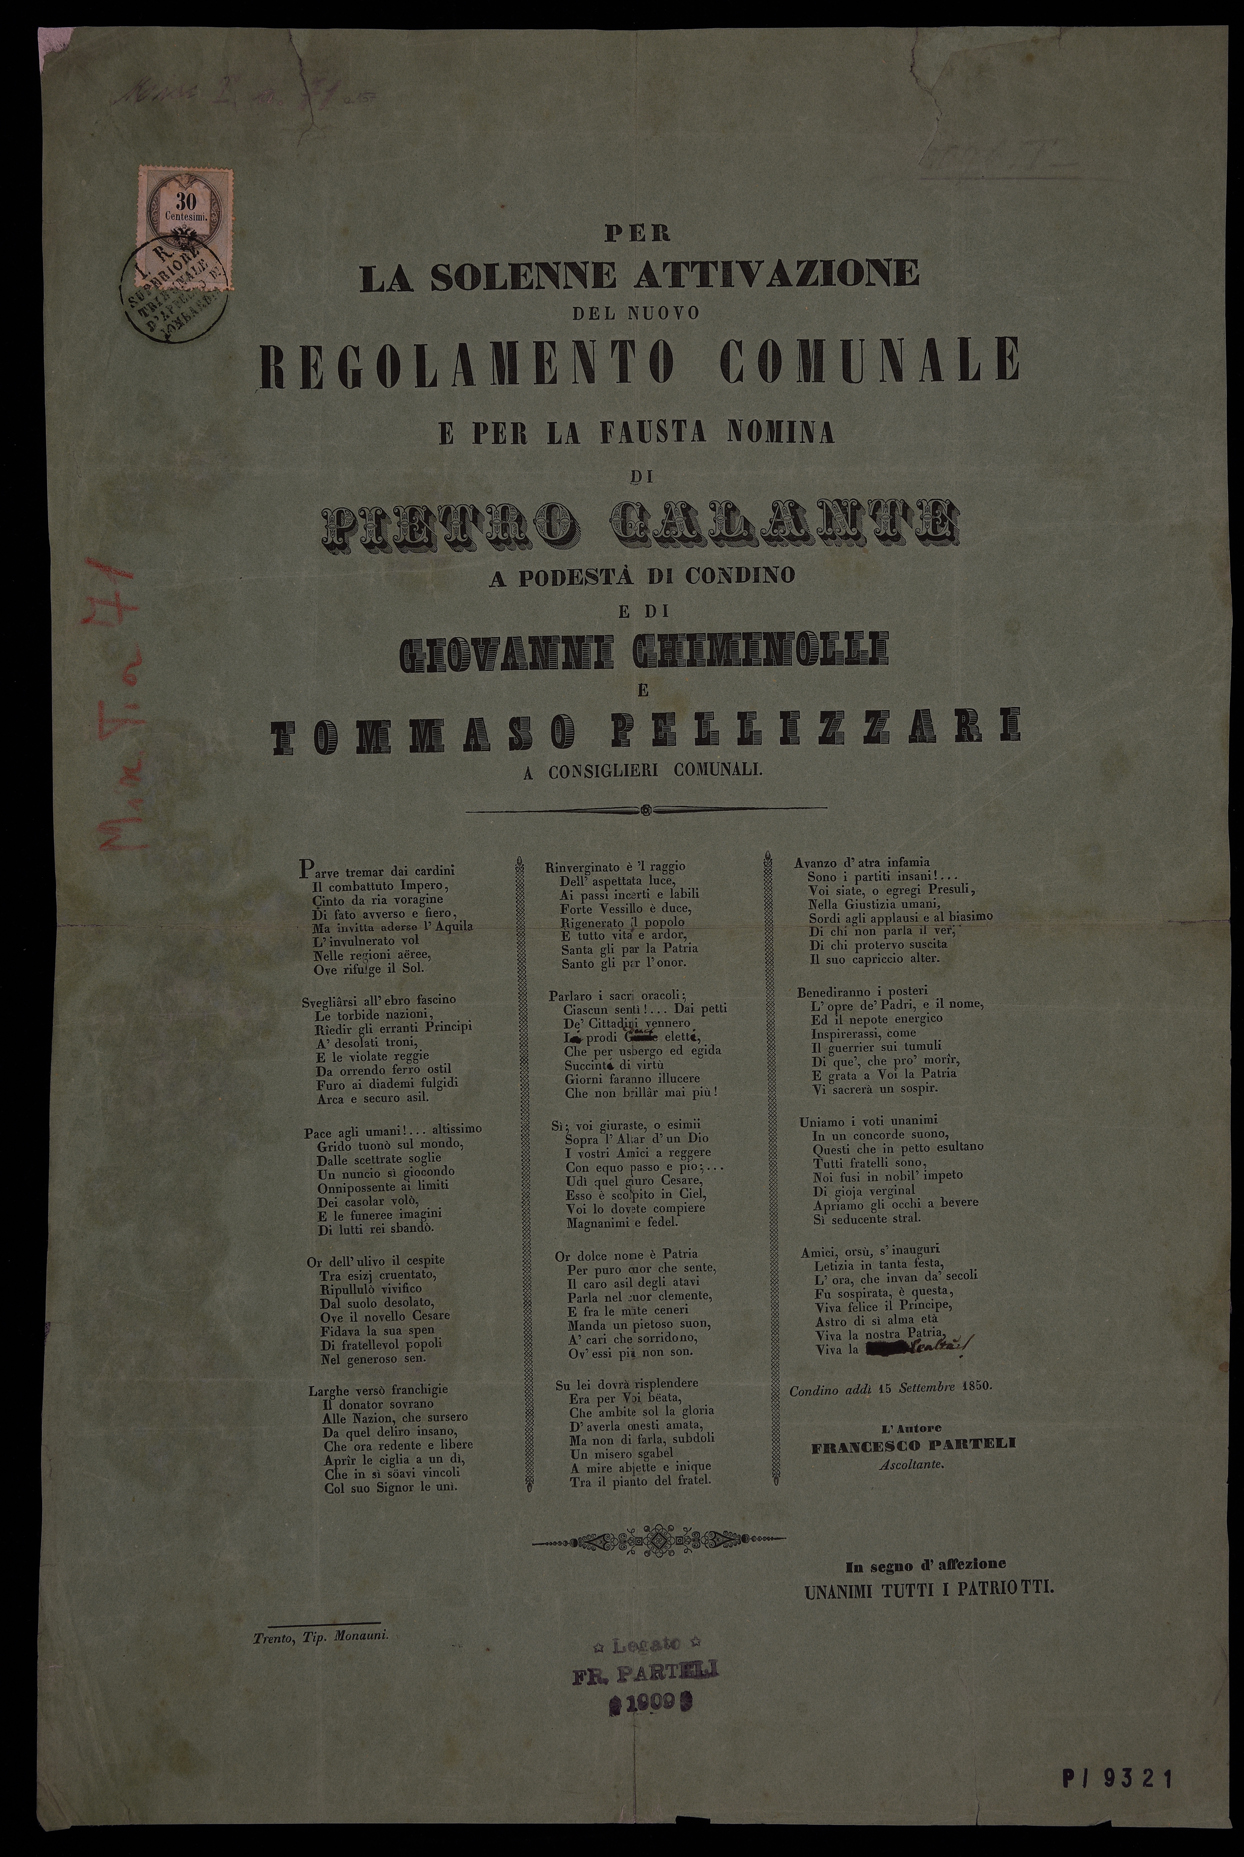 30
Centesimi.
I. R.
SUPERIORE
TRIBUNALE
D'APPELLO
LOMBARD
PER
LA SOLENNE ATTIVAZIONE
DEL NUOVO
REGOLAMENTO COMUNALE
E PER LA FAUSTA NOMINA
DI
PIETRO GALANTE
A PODESTÀ DI CONDINO
E DI
GIOVANNI CHIMINOLLI
E
TOMMASO PELLIZZARI
A CONSIGLIERI COMUNALI.
Parve tremar dai cardini
Il combattuto Impero,
Cinto da ria voragine
Di fato avverso e fiero,
Ma invitta aderse l'Aquila
L'invulnerato vol
Nelle regioni aëree,
Ove rifulge il Sol.
Svegliârsi all'ebro fascino
Le torbide nazioni,
Riedir gli erranti Principi
A' desolati troni,
E le violate reggie
Da orrendo ferro ostil
Furo ai diademi fulgidi
Arca e securo asil.
Pace agli umani!... altissimo
Grido tuonò sul mondo,
Dalle scettrate soglie
Un nuncio sì giocondo
Onnipossente ai limiti
Dei casolar volò,
E le funeree imagini
Di lutti rei sbandò.
Or dell'ulivo il cespite
Tra esizj cruentato,
Ripullulò vivifico
Dal suolo desolato,
Ove il novello Cesare
Fidava la sua spen
Di fratellevol popoli
Nel generoso sen.
Larghe versò franchigie
Il donator sovrano
Alle Nazion, che sursero
Da quel deliro insano,
Che ora redente e libere
Aprîr le ciglia a un dì,
Che in sì söavi vincoli
Col suo Signor le unì.
Rinverginato è 'l raggio
Dell'aspettata luce,
Ai passi incerti e labili
Forte Vessillo è duce,
Rigenerato il popolo
E tutto vita e ardor,
Santa gli par la Patria
Santo gli par l'onor.
Parlaro i sacri oracoli;
Ciascun sentì!... Dai petti
De' Cittadini vennero
prodi elett
Che per usbergo ed egida
Succint di virtù
Giorni faranno illucere
Che non brillâr mai più!
Sì; voi giuraste, o esimii
Sopra l'Altar d'un Dio
I vostri Amici a reggere
Con equo passo e pio;...
Udì quel giuro Cesare,
Esso è scolpito in Ciel,
Voi lo dovete compiere
Magnanimi e fedel.
Or dolce nome è Patria
Per puro cuor che sente,
Il caro asil degli atavi
Parla nel cuor clemente,
E fra le mute ceneri
Manda un pietoso suon,
A' cari che sorridono,
Ov'essi più non son.
Su lei dovrà risplendere
Era per Voi bëata,
Che ambite sol la gloria
D'averla onesti amata,
Ma non di farla, subdoli
Un misero sgabel
A mire abjette e inique
Tra il pianto del fratel.
Avanzo d'atra infamia
Sono i partiti insani!...
Voi siate, o egregi Presuli,
Nella Giustizia umani,
Sordi agli applausi e al biasimo
Di chi non parla il ver,
Di chi protervo suscita
Il suo capriccio alter.
Benediranno i posteri
L'opre de' Padri, e il nome,
Ed il nepote energico
Inspirerassi, come
Il guerrier sui tumuli
Di que', che pro' morîr,
E grata a Voi la Patria
Vi sacrerà un sospir.
Uniamo i voti unanimi
In un concorde suono,
Questi che in petto esultano
Tutti fratelli sono,
Noi fusi in nobil' impeto
Di gioja verginal
Apriamo gli occhi a bevere
Sì seducente stral.
Amici, orsù, s'inauguri
Letizia in tanta festa,
L'ora, che invan da' secoli
Fu sospirata, è questa,
Viva felice il Principe,
Astro di sì alma età
Viva la nostra Patria,
Viva la Lealtà!
Condino addì 15 Settembre 1850.
L'Autore
FRANCESCO PARTELI
Ascoltante.
In segno d'affezione
UNANIMI TUTTI I PATRIOTTI.
Trento, Tip. Monauni.
Legato
FR. PARTELI
1909
PI 9321